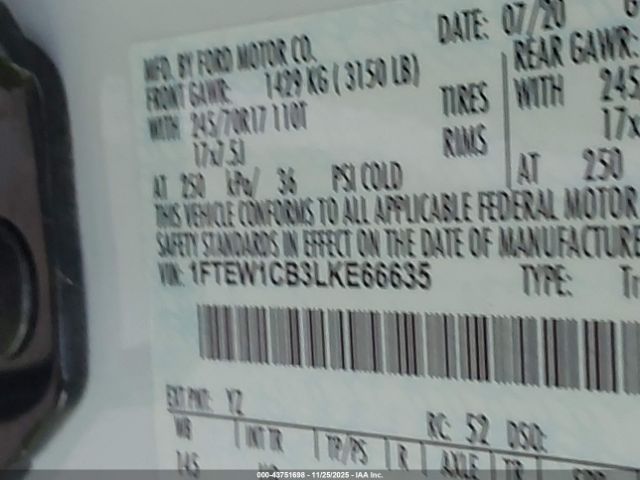 DATE: 07/20
MFD. BY FORD MOTOR CO.
FRONT GAWR: 1429 KG ( 3150 LB) REAR GAWR:
WITH 245/70R17 110T TIRES WITH 245
17x7.5J RIMS 17x
AT 250 kPa/ 36 PSI COLD AT 250
THIS VEHICLE CONFORMS TO ALL APPLICABLE FEDERAL MOTOR
SAFETY STANDARDS IN EFFECT ON THE DATE OF MANUFACTURE
VIN: 1FTEW1CB3LKE66635 TYPE:
EXT PNT: YZ RC: 52 DSO:
WB INT TR TP/PS R AXLE TR
145
000-43751698 - 11/25/2025 - COPART